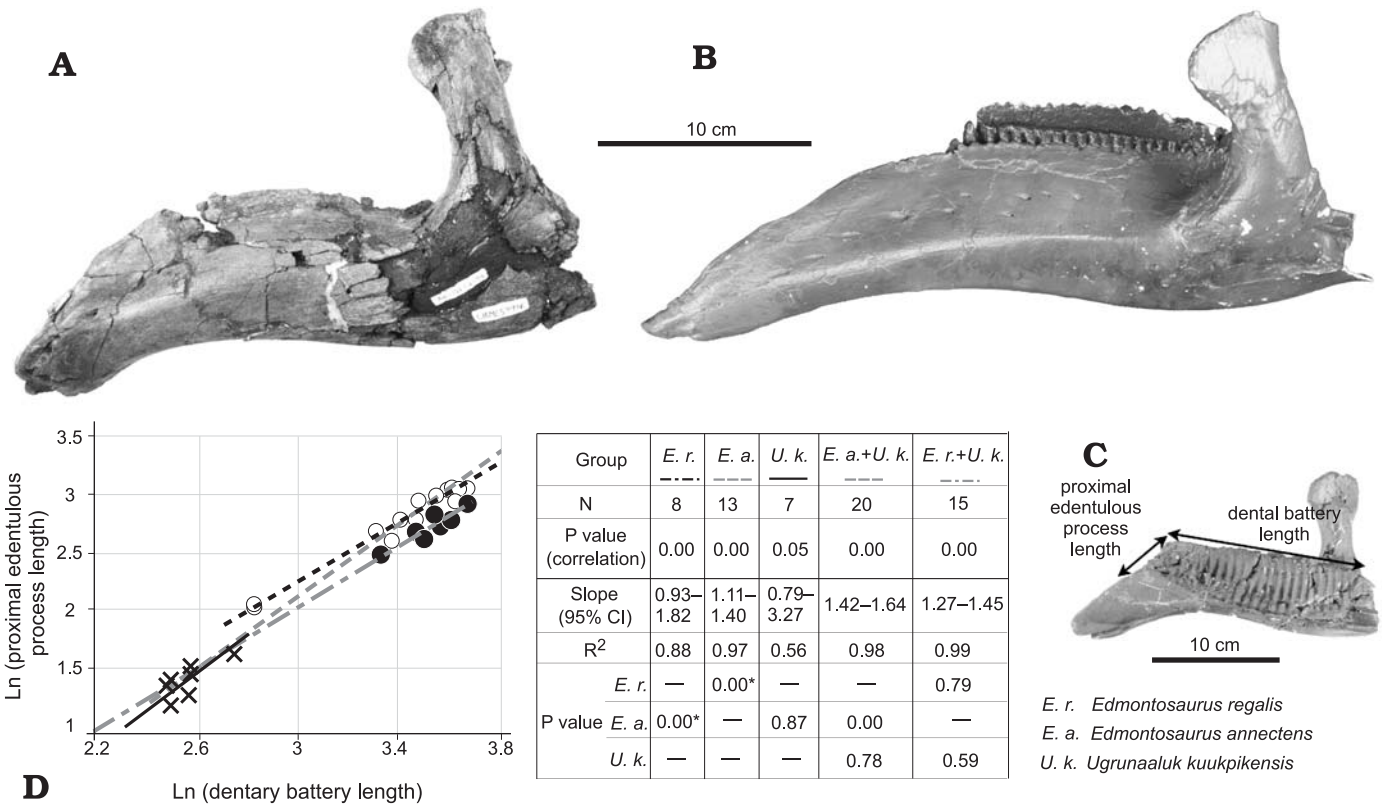 A
B
10 cm
3.5
3
2.5
2
1.5
1
2.2
2.6
3
3.4
3.8
Ln (proximal edentulous
process length)
Ln (dentary battery length)
D
Group E. r. E. a. U. k. E. a.+U. k. E. r.+U. k.
N 8 13 7 20 15
P value
(correlation) 0.00 0.00 0.05 0.00 0.00
Slope
(95% CI) 0.93–1.82 1.11–1.40 0.79–3.27 1.42–1.64 1.27–1.45
R2 0.88 0.97 0.56 0.98 0.99
P value
E. r. — 0.00* — — 0.79
E. a. 0.00* — 0.87 0.00 —
U. k. — — — 0.78 0.59
C
proximal
edentulous
process
length
dental battery
length
10 cm
E. r. Edmontosaurus regalis
E. a. Edmontosaurus annectens
U. k. Ugrunaaluk kuukpikensis